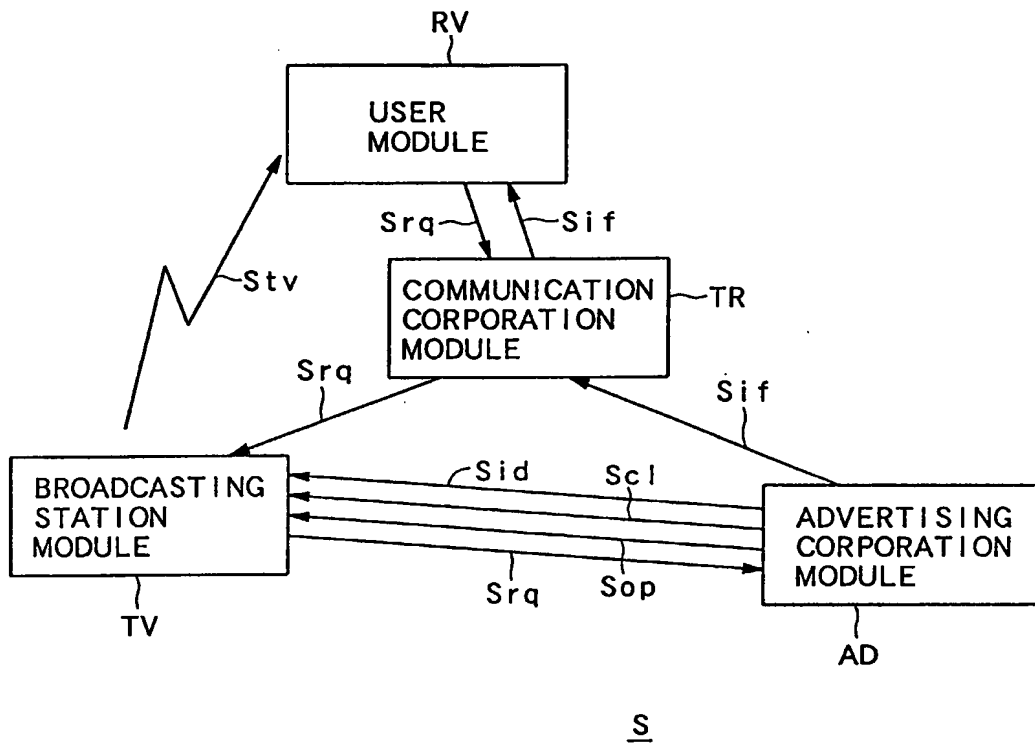 RV
USER
MODULE
Srq
Sif
Stv
COMMUNICATION
CORPORATION
MODULE
TR
Srq
Sif
Sid
Scl
BROADCASTING
STATION
MODULE
ADVERTISING
CORPORATION
MODULE
Srq
Sop
TV
AD
S